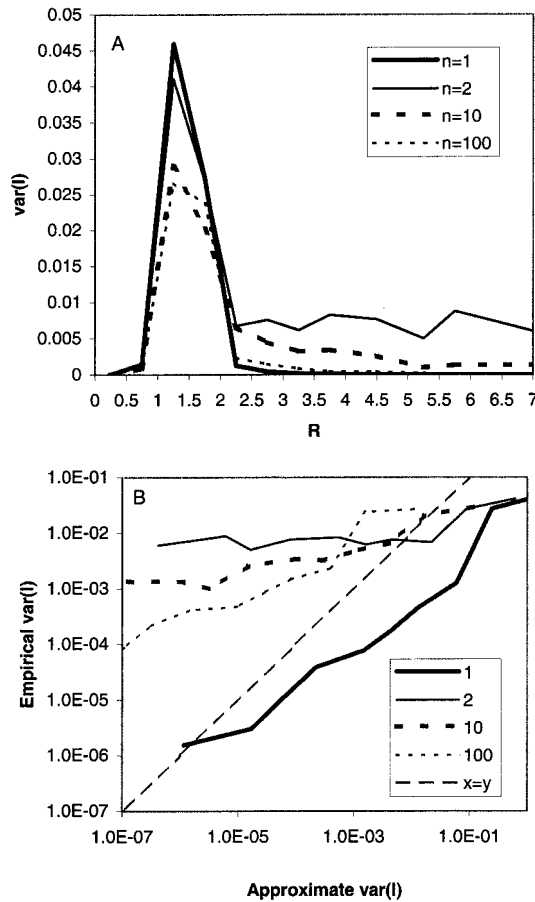 A
0.05
0.045
0.04
0.035
0.03
0.025
0.02
0.015
0.01
0.005
0
var(I)
n=1
n=2
n=10
n=100
0 0.5 1 1.5 2 2.5 3 3.5 4 4.5 5 5.5 6 6.5 7
R
B
1.0E-01
1.0E-02
1.0E-03
1.0E-04
1.0E-05
1.0E-06
1.0E-07
Empirical var(I)
1
2
10
100
x=y
1.0E-07 1.0E-05 1.0E-03 1.0E-01
Approximate var(I)